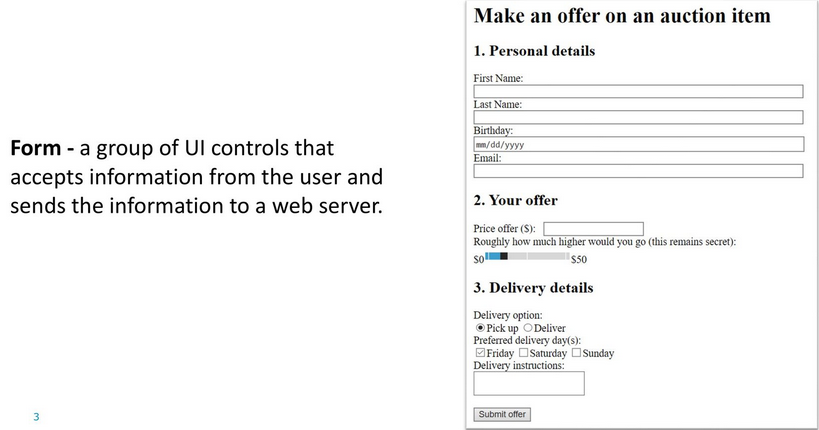 Form - a group of UI controls that
accepts information from the user and
sends the information to a web server.
3
Make an offer on an auction item
1. Personal details
First Name:
Last Name:
Birthday:
mm/dd/yyyy
Email:
2. Your offer
Price offer ($):
Roughly how much higher would you go (this remains secret):
$0 $50
3. Delivery details
Delivery option:
Pick up Deliver
Preferred delivery day(s):
Friday Saturday Sunday
Delivery instructions:
Submit offer